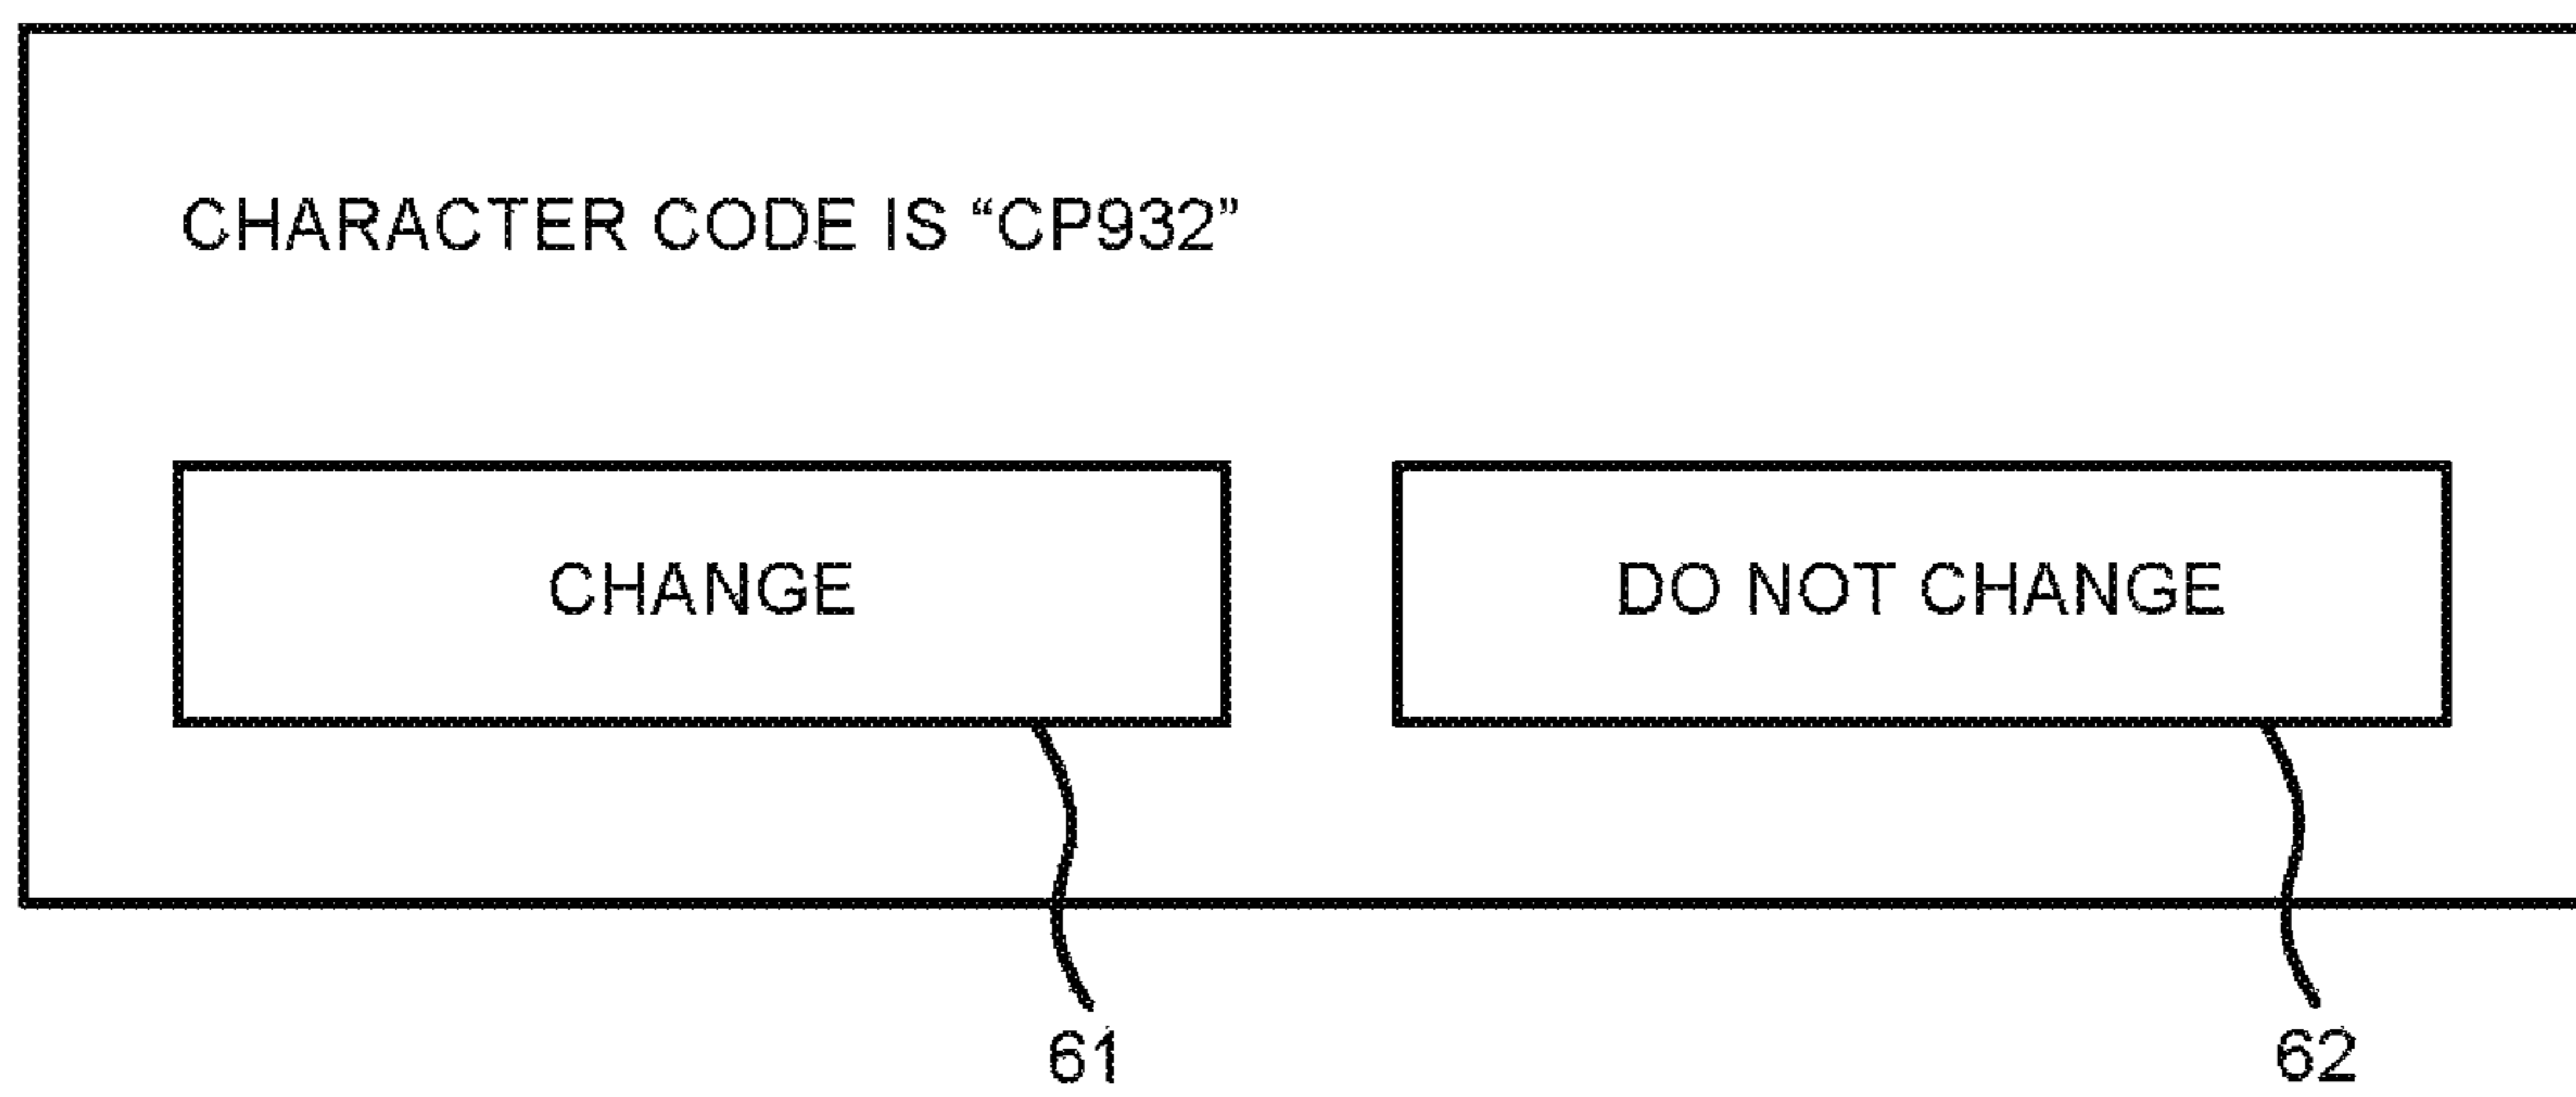 CHARACTER CODE IS “CP932”
CHANGE
DO NOT CHANGE
61
62